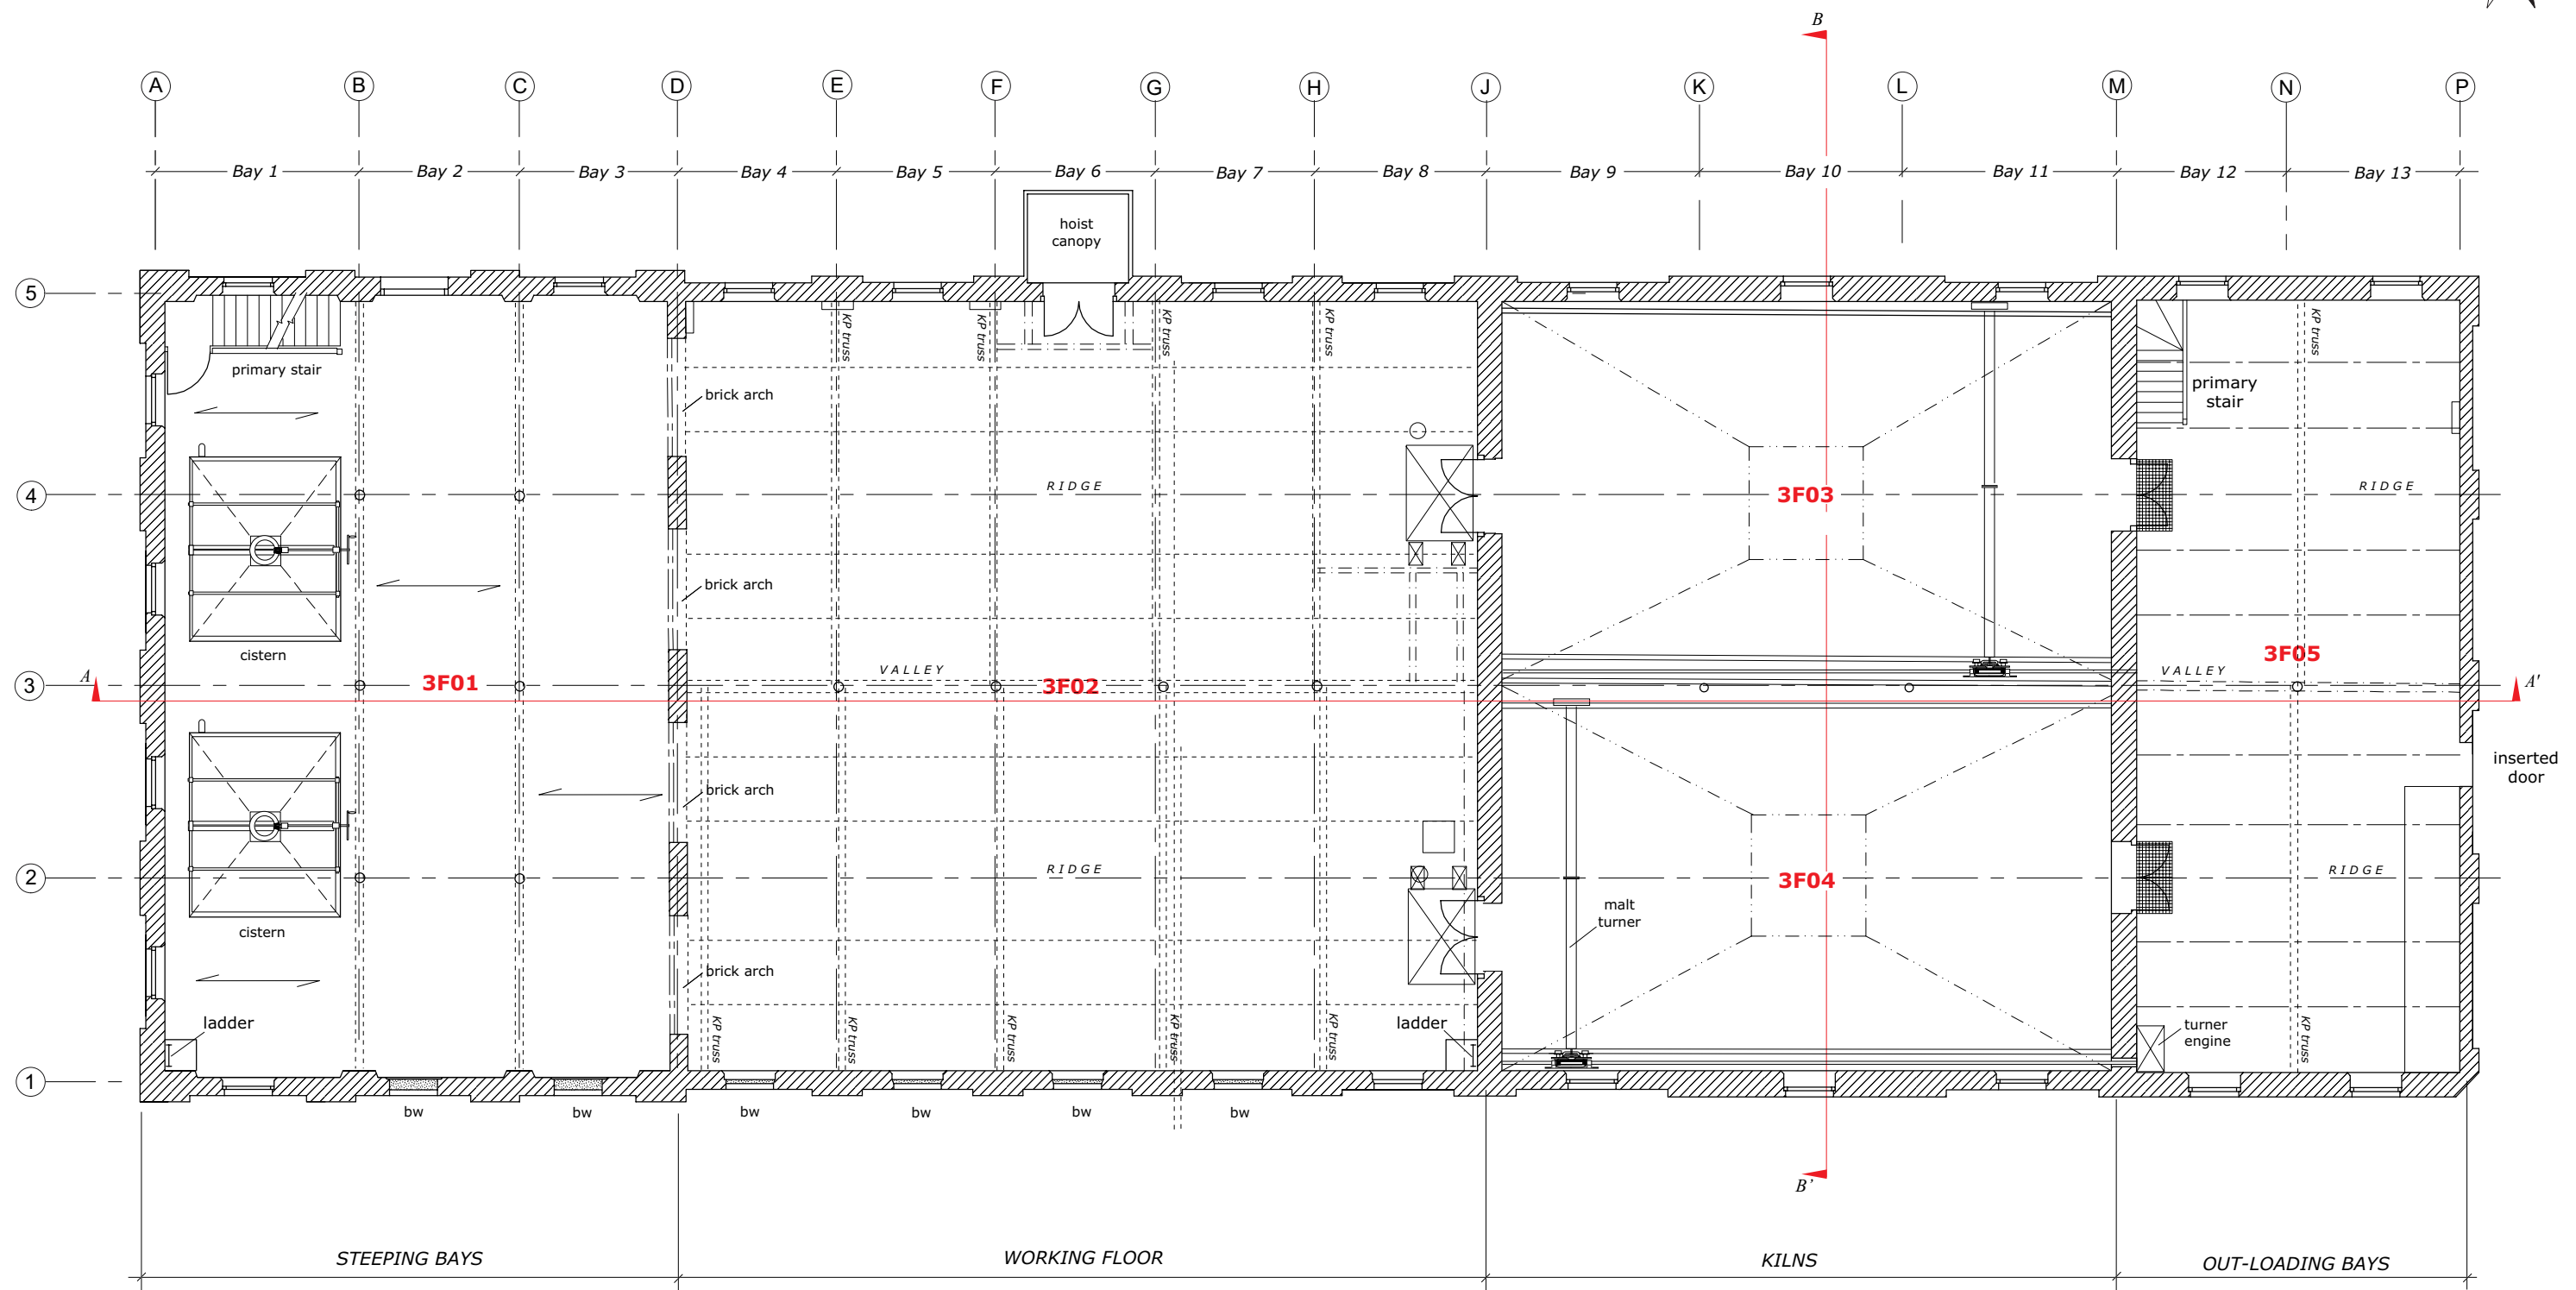 B
A B C D E F G H J K L M N P
Bay 1 Bay 2 Bay 3 Bay 4 Bay 5 Bay 6 Bay 7 Bay 8 Bay 9 Bay 10 Bay 11 Bay 12 Bay 13
hoist
canopy
5
KP truss KP truss KP truss KP truss KP truss
primary stair
primary
stair
brick arch
4
RIDGE
3F03
RIDGE
brick arch
cistern
3F05
VALLEY
VALLEY
3
A
3F01
3F02
A'
inserted
door
brick arch
2
RIDGE
3F04
RIDGE
malt
turner
cistern
brick arch
ladder
ladder
turner
engine
KP truss KP truss KP truss KP truss KP truss KP truss
1
bw bw bw bw bw bw
B'
STEEPING BAYS
WORKING FLOOR
KILNS
OUT-LOADING BAYS